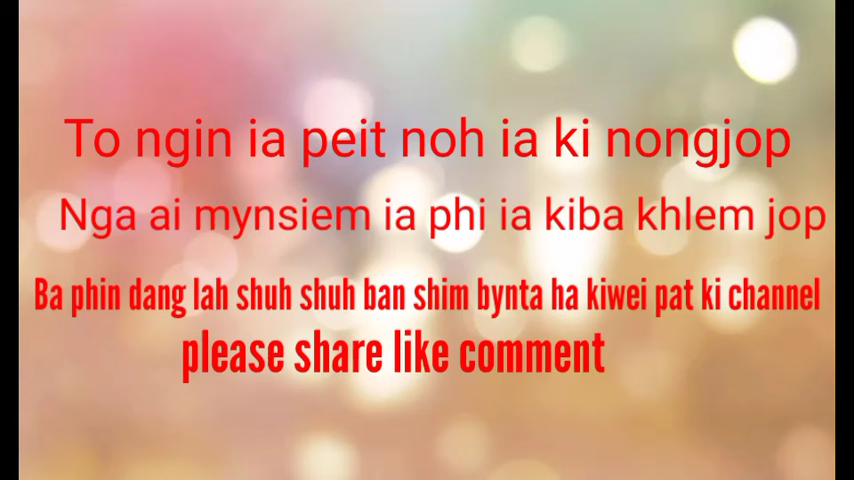 To ngin ia peit noh ia ki nongjop
Nga ai mynsiem ia phi ia kiba khlem jop
Ba phin dang lah shuh shuh ban shim bynta ha kiwei pat ki channel
please share like comment